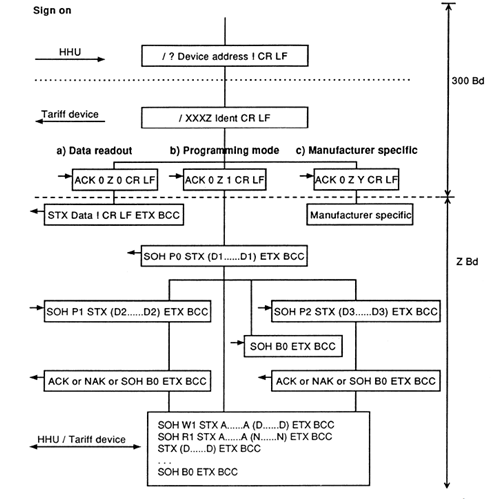 Sign on
HHU
/ ? Device address ! CR LF
300 Bd
Tariff device
/ XXXZ Ident CR LF
a) Data readout
b) Programming mode
c) Manufacturer specific
ACK 0 Z 0 CR LF
ACK 0 Z 1 CR LF
ACK 0 Z Y CR LF
STX Data ! CR LF ETX BCC
Manufacturer specific
Z Bd
SOH P0 STX (D1......D1) ETX BCC
SOH P1 STX (D2......D2) ETX BCC
SOH P2 STX (D3......D3) ETX BCC
SOH B0 ETX BCC
ACK or NAK or SOH B0 ETX BCC
ACK or NAK or SOH B0 ETX BCC
HHU / Tariff device
SOH W1 STX A......A (D......D) ETX BCC
SOH R1 STX A......A (N......N) ETX BCC
STX (D......D) ETX BCC
. . .
SOH B0 ETX BCC